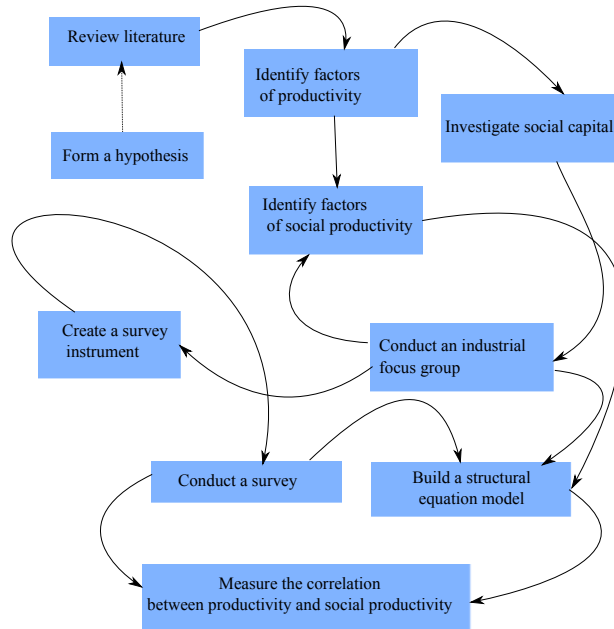 Review literature
Identify factors
of productivity
Investigate social capital
Form a hypothesis
Identify factors
of social productivity
Create a survey
instrument
Conduct an industrial
focus group
Conduct a survey
Build a structural
equation model
Measure the correlation
between productivity and social productivity